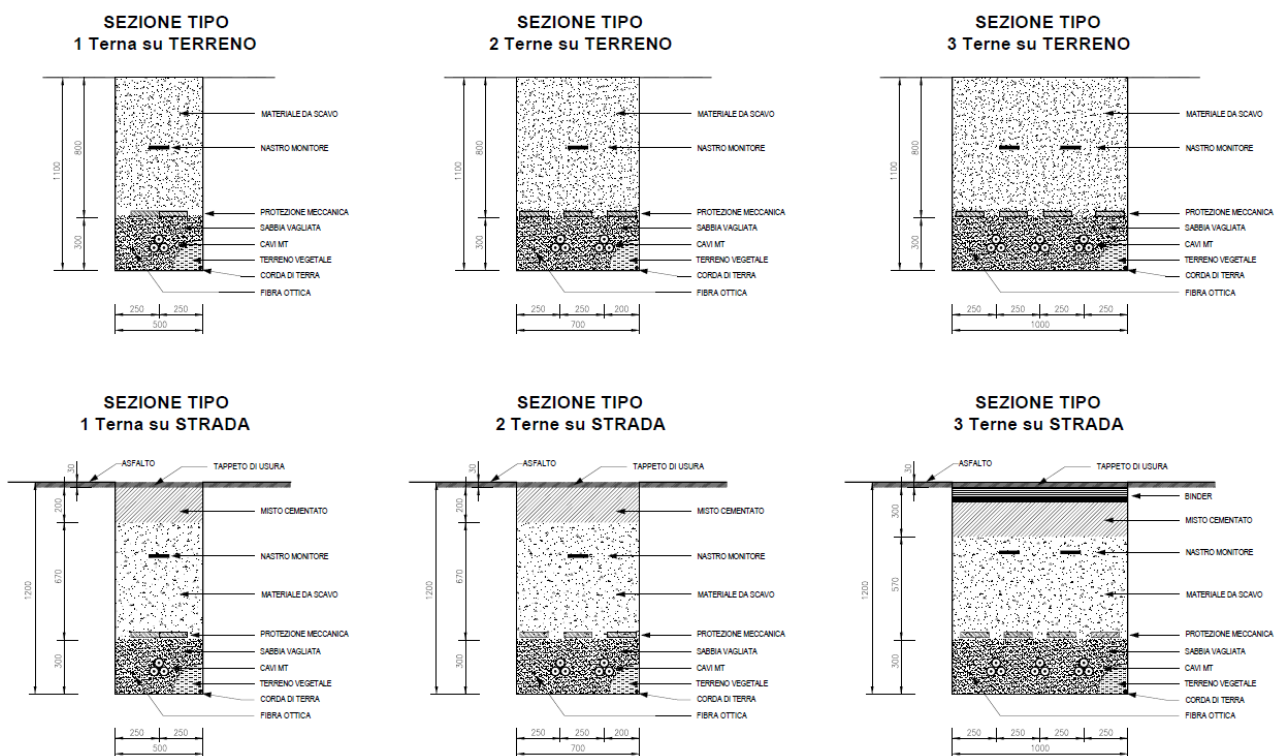 SEZIONE TIPO
1 Terna su TERRENO
1100
800
300
MATERIALE DA SCAVO
NASTRO MONITORE
PROTEZIONE MECCANICA
SABBIA VAGLIATA
CAVI MT
TERRENO VEGETALE
CORDA DI TERRA
FIBRA OTTICA
250 250
500
SEZIONE TIPO
2 Terne su TERRENO
1100
800
300
MATERIALE DA SCAVO
NASTRO MONITORE
PROTEZIONE MECCANICA
SABBIA VAGLIATA
CAVI MT
TERRENO VEGETALE
CORDA DI TERRA
FIBRA OTTICA
250 250 200
700
SEZIONE TIPO
3 Terne su TERRENO
1100
800
300
MATERIALE DA SCAVO
NASTRO MONITORE
PROTEZIONE MECCANICA
SABBIA VAGLIATA
CAVI MT
TERRENO VEGETALE
CORDA DI TERRA
FIBRA OTTICA
250 250 250 250
1000
SEZIONE TIPO
1 Terna su STRADA
30
ASFALTO
TAPPETO DI USURA
1200
200
670
300
MISTO CEMENTATO
NASTRO MONITORE
MATERIALE DA SCAVO
PROTEZIONE MECCANICA
SABBIA VAGLIATA
CAVI MT
TERRENO VEGETALE
CORDA DI TERRA
FIBRA OTTICA
250 250
500
SEZIONE TIPO
2 Terne su STRADA
30
ASFALTO
TAPPETO DI USURA
1200
200
670
300
MISTO CEMENTATO
NASTRO MONITORE
MATERIALE DA SCAVO
PROTEZIONE MECCANICA
SABBIA VAGLIATA
CAVI MT
TERRENO VEGETALE
CORDA DI TERRA
FIBRA OTTICA
250 250 200
700
SEZIONE TIPO
3 Terne su STRADA
30
ASFALTO
TAPPETO DI USURA
BINDER
1200
300
570
300
MISTO CEMENTATO
NASTRO MONITORE
MATERIALE DA SCAVO
PROTEZIONE MECCANICA
SABBIA VAGLIATA
CAVI MT
TERRENO VEGETALE
CORDA DI TERRA
FIBRA OTTICA
250 250 250 250
1000